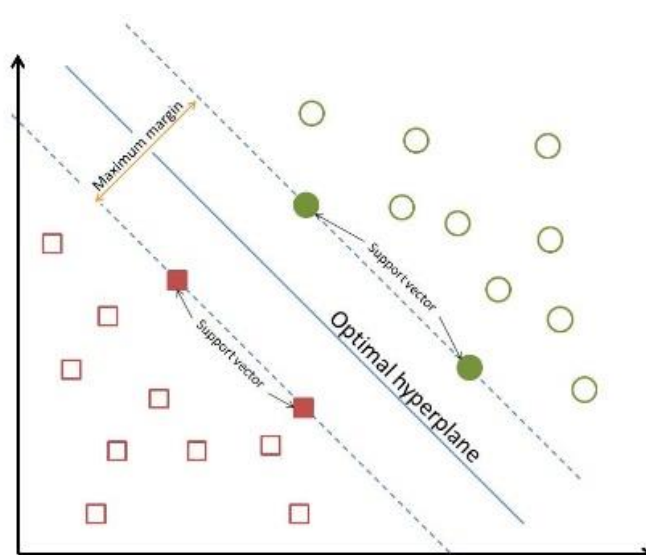 Maximum margin
Support vector
Support vector
Optimal hyperplane